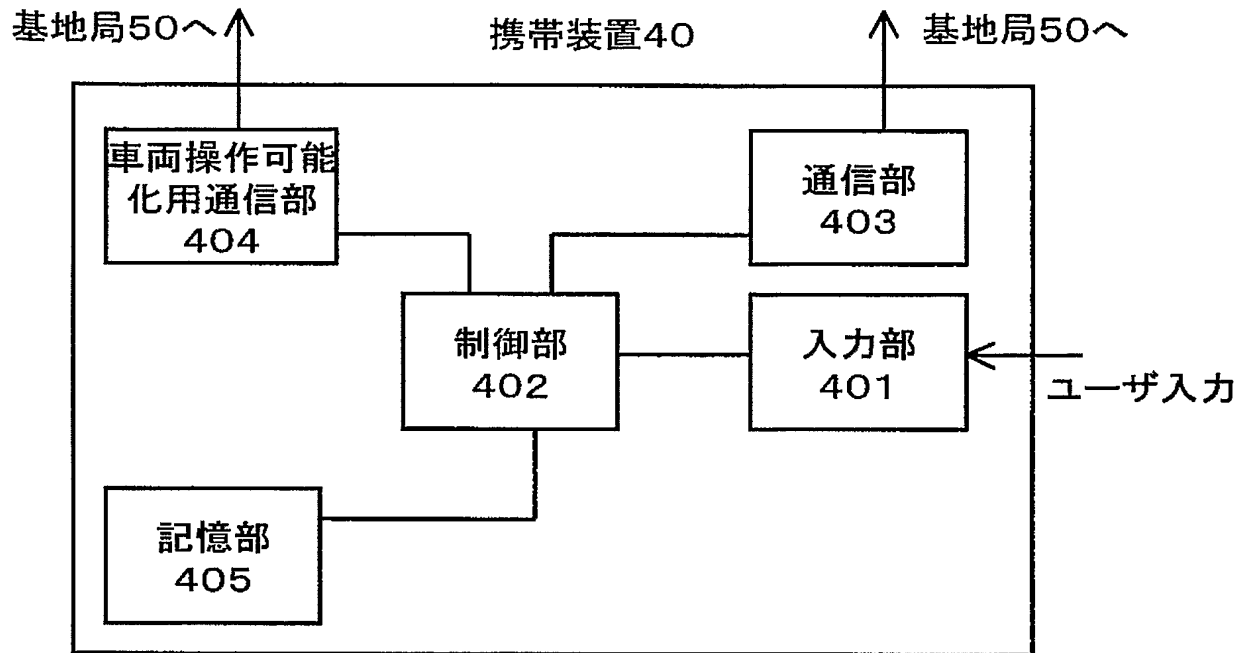 基地局50へ
携帯装置40
基地局50へ
車両操作可能
化用通信部
404
通信部
403
制御部
402
入力部
401
ユーザ入力
記憶部
405